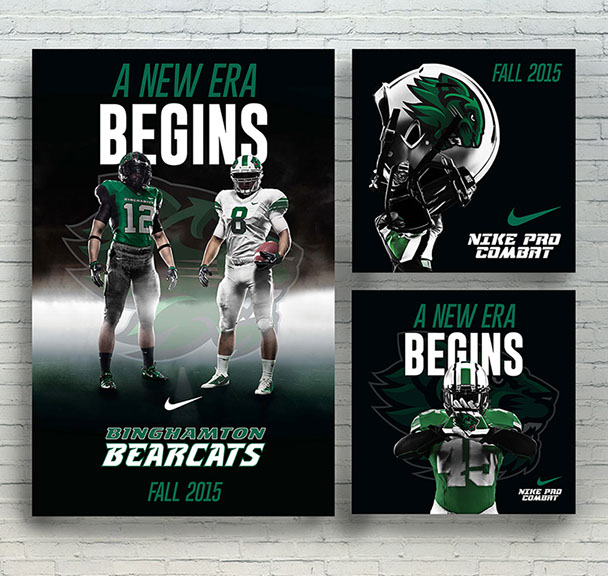 A NEW ERA
BEGINS
BINGHAMTON
12
8
BINGHAMTON
BEARCATS
FALL 2015
FALL 2015
NIKE PRO
COMBAT
A NEW ERA
BEGINS
45
NIKE PRO
COMBAT